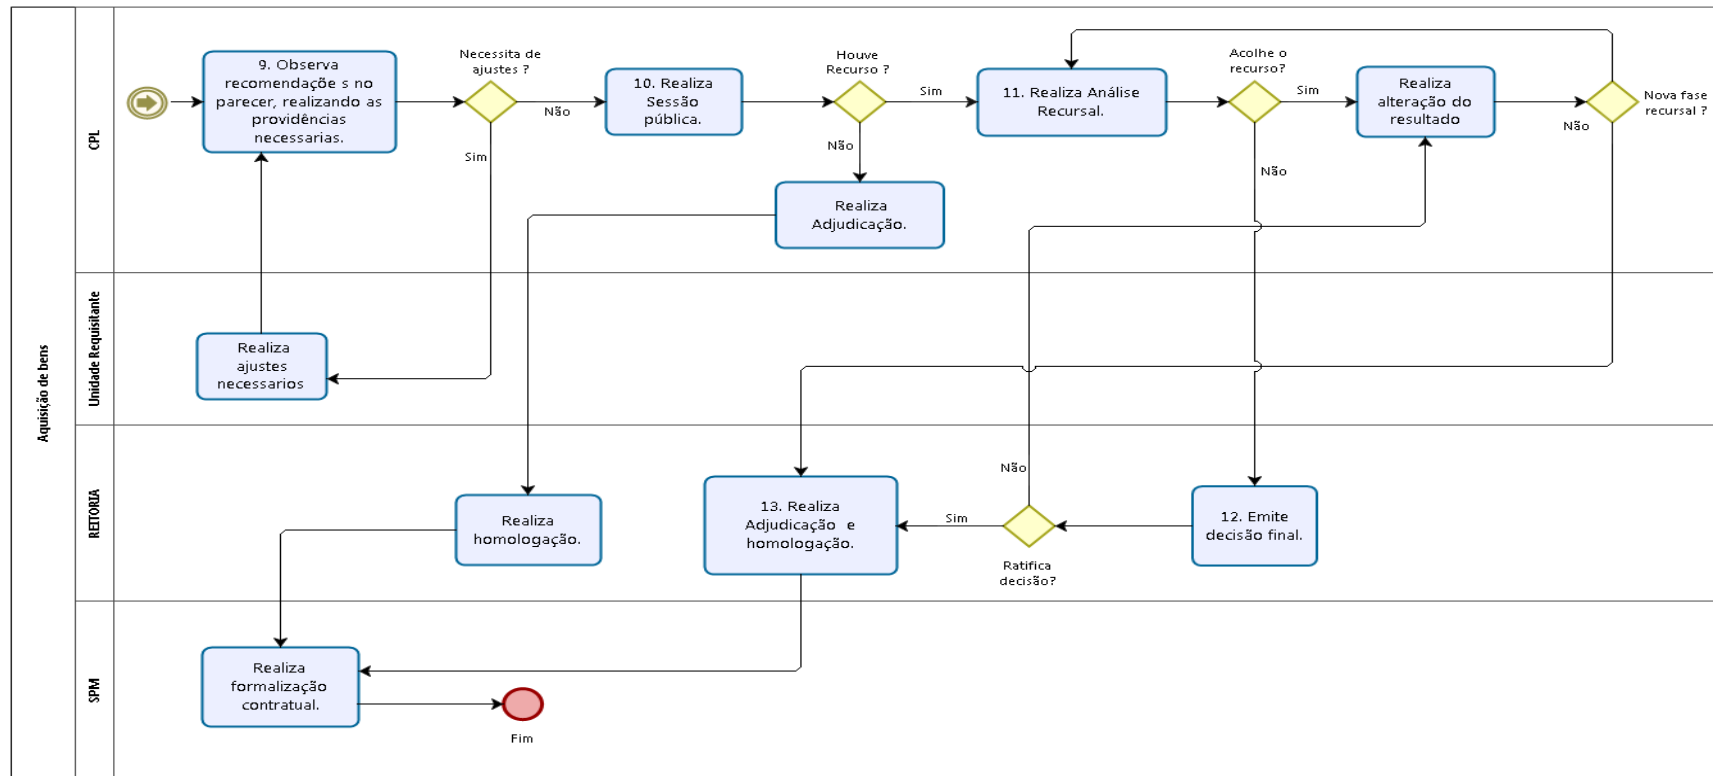 Aquisição de bens
CPL
9. Observa
recomendaçõe s no
parecer, realizando as
providências
necessarias.
Necessita de
ajustes ?
Não
Sim
10. Realiza
Sessão
pública.
Houve
Recurso ?
Sim
Não
Realiza
Adjudicação.
11. Realiza Análise
Recursal.
Acolhe o
recurso?
Sim
Não
Realiza
alteração do
resultado
Nova fase
recursal ?
Não
Unidade Requisitante
Realiza
ajustes
necessarios
REITORIA
Realiza
homologação.
13. Realiza
Adjudicação e
homologação.
Sim
Não
Ratifica
decisão?
12. Emite
decisão final.
SPM
Realiza
formalização
contratual.
Fim